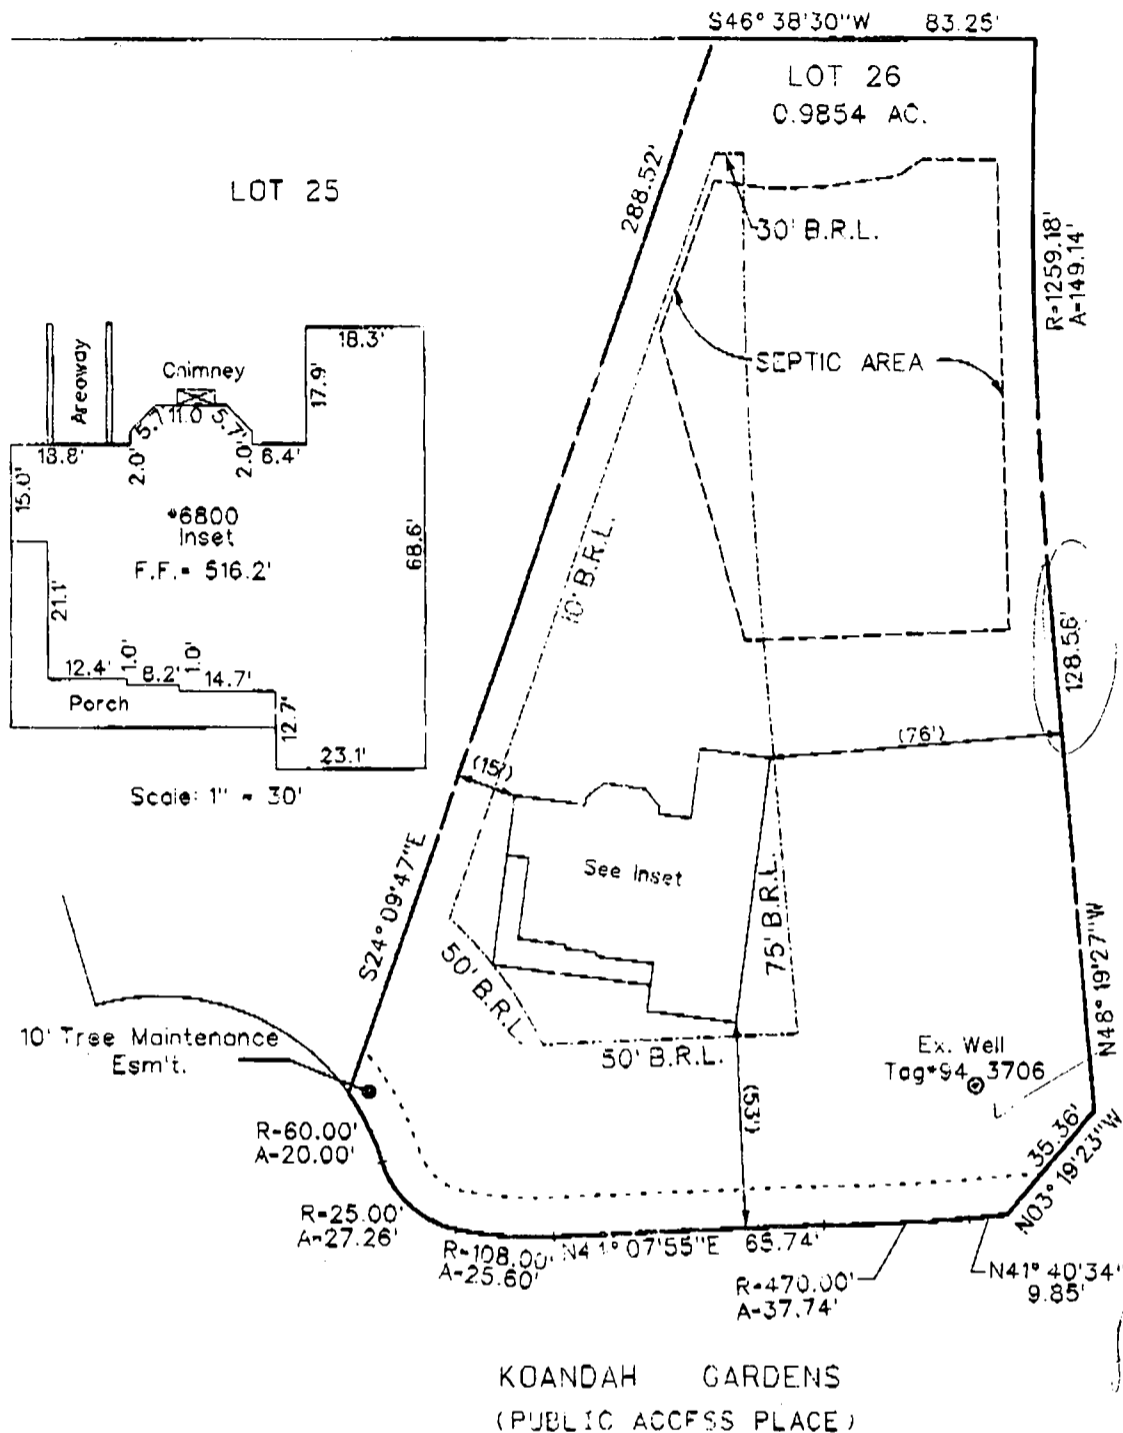 S46° 38'30"W 83.25'
LOT 26
0.9854 AC.
LOT 25
288.52'
30' B.R.L.
R=1259.18'
A=149.14'
SEPTIC AREA
18.3'
Chimney
Areaway
17.9'
5.7
11.0
5.7'
13.8'
2.0'
2.0'
6.4'
15.0'
*6800
Inset
F.F.= 516.2'
68.6'
10' B.R.L.
21.1'
12.4'
1.0'
8.2'
1.0'
14.7'
Porch
12.7'
23.1'
Scale: 1" = 30'
128.56'
(76')
(15')
See Inset
S24° 09'47"E
75' B.R.L.
50' B.R.L.
50' B.R.L.
N48° 19'27"W
10' Tree Maintenance
Esm't.
Ex. Well
Tag*94 3706
(53')
R=60.00'
A=20.00'
35.36'
N03° 19'23"W
R=25.00'
A=27.26'
R=108.00'
A=25.60'
N41° 07'55"E 65.74'
R=470.00'
A=37.74'
N41° 40'34"
9.85'
KOANDAH GARDENS
(PUBLIC ACCESS PLACE)